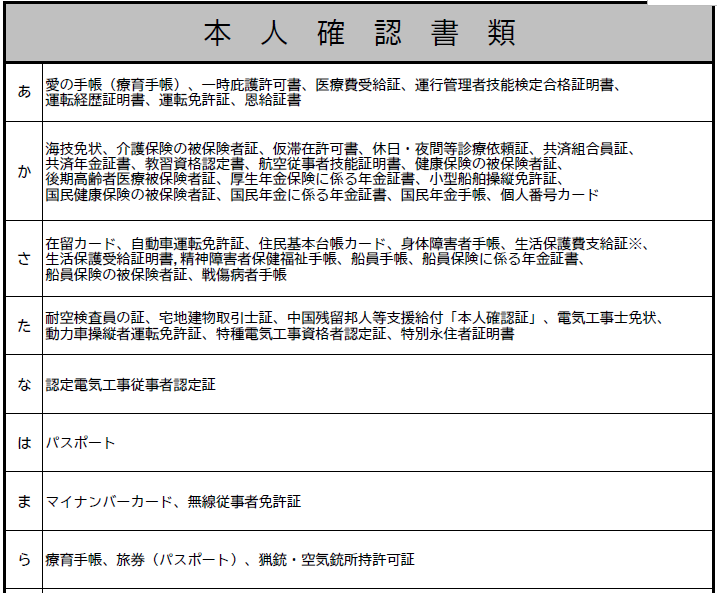 本人確認書類
あ
愛の手帳（療育手帳）、一時庇護許可書、医療費受給証、運行管理者技能検定合格証明書、
運転経歴証明書、運転免許証、恩給証書
か
海技免状、介護保険の被保険者証、仮滞在許可書、休日・夜間等診療依頼証、共済組合員証、
共済年金証書、教習資格認定書、航空従事者技能証明書、健康保険の被保険者証、
後期高齢者医療被保険者証、厚生年金保険に係る年金証書、小型船舶操縦免許証、
国民健康保険の被保険者証、国民年金に係る年金証書、国民年金手帳、個人番号カード
さ
在留カード、自動車運転免許証、住民基本台帳カード、身体障害者手帳、生活保護費支給証※、
生活保護受給証明書,精神障害者保健福祉手帳、船員手帳、船員保険に係る年金証書、
船員保険の被保険者証、戦傷病者手帳
た
耐空検査員の証、宅地建物取引士証、中国残留邦人等支援給付「本人確認証」、電気工事士免状、
動力車操縦者運転免許証、特種電気工事資格者認定証、特別永住者証明書
な
認定電気工事従事者認定証
は
パスポート
ま
マイナンバーカード、無線従事者免許証
ら
療育手帳、旅券（パスポート）、猟銃・空気銃所持許可証